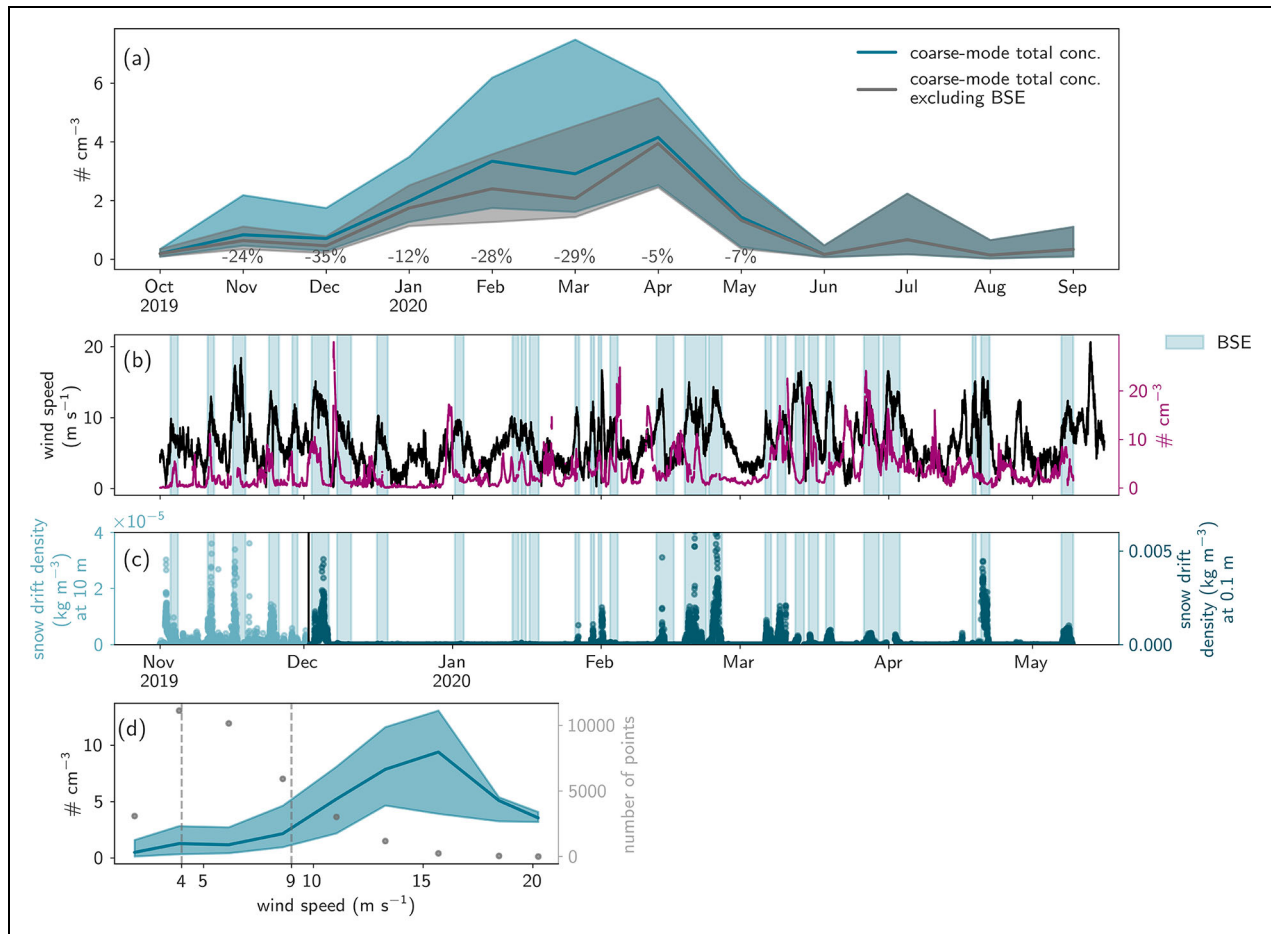 (a)
coarse-mode total conc.
coarse-mode total conc.
excluding BSE
# cm⁻³
6
4
2
0
-24%
-35%
-12%
-28%
-29%
-5%
-7%
Oct
2019
Nov
Dec
Jan
2020
Feb
Mar
Apr
May
Jun
Jul
Aug
Sep
(b)
BSE
wind speed
(m s⁻¹)
20
10
0
20
10
0
# cm⁻³
(c)
×10⁻⁵
snow drift density
(kg m⁻³)
at 10 m
4
2
0
0.005
0.000
snow drift
density (kg m⁻³)
at 0.1 m
Nov
2019
Dec
Jan
2020
Feb
Mar
Apr
May
(d)
# cm⁻³
10
5
0
10000
5000
0
number of points
4
5
9
10
15
20
wind speed (m s⁻¹)